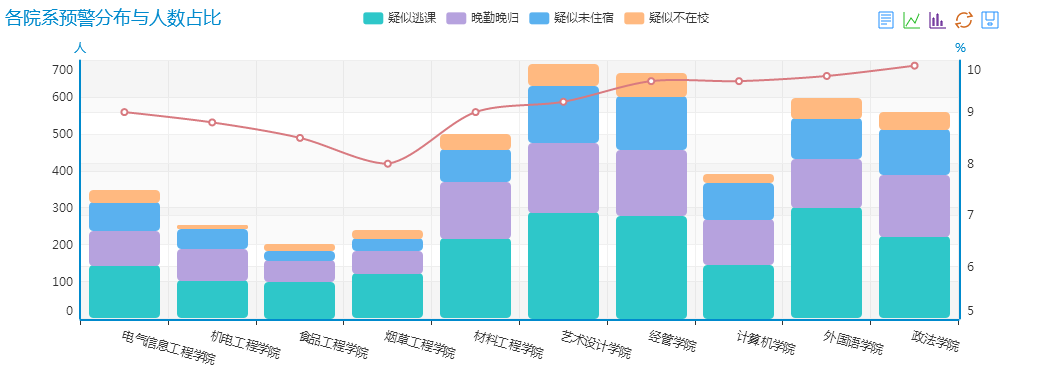 各院系预警分布与人数占比
疑似逃课 晚勤晚归 疑似未住宿 疑似不在校
人 %
700 10
600
500 9
400 8
300 7
200
100 6
0 5
电气信息工程学院 机电工程学院 食品工程学院 烟草工程学院 材料工程学院 艺术设计学院 经管学院 计算机学院 外国语学院 政法学院